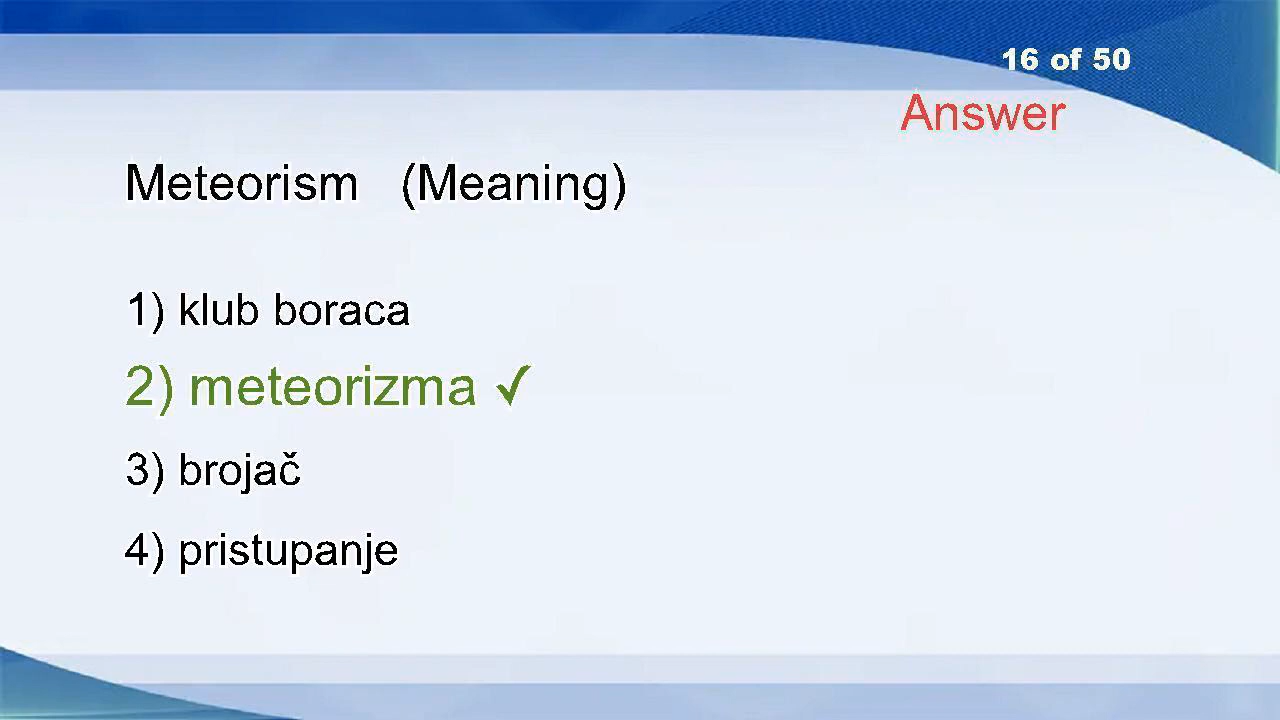 16 of 50
Answer
Meteorism (Meaning)
1) klub boraca
2) meteorizma ✓
3) brojač
4) pristupanje